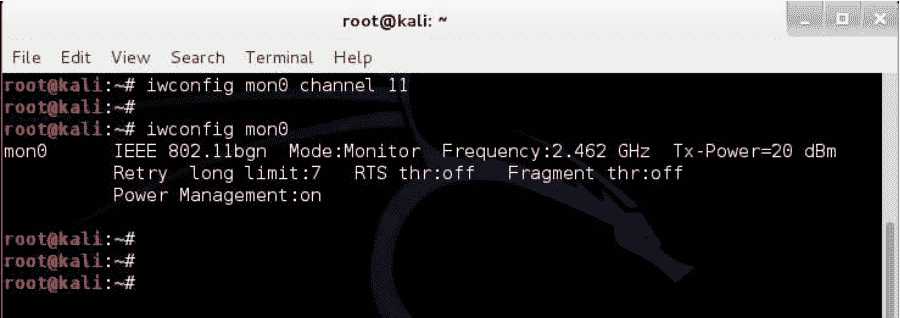 root@kali: ~
File Edit View Search Terminal Help
root@kali:~# iwconfig mon0 channel 11
root@kali:~#
root@kali:~# iwconfig mon0
mon0      IEEE 802.11bgn  Mode:Monitor  Frequency:2.462 GHz  Tx-Power=20 dBm
          Retry  long limit:7   RTS thr:off   Fragment thr:off
          Power Management:on
root@kali:~#
root@kali:~#
root@kali:~#